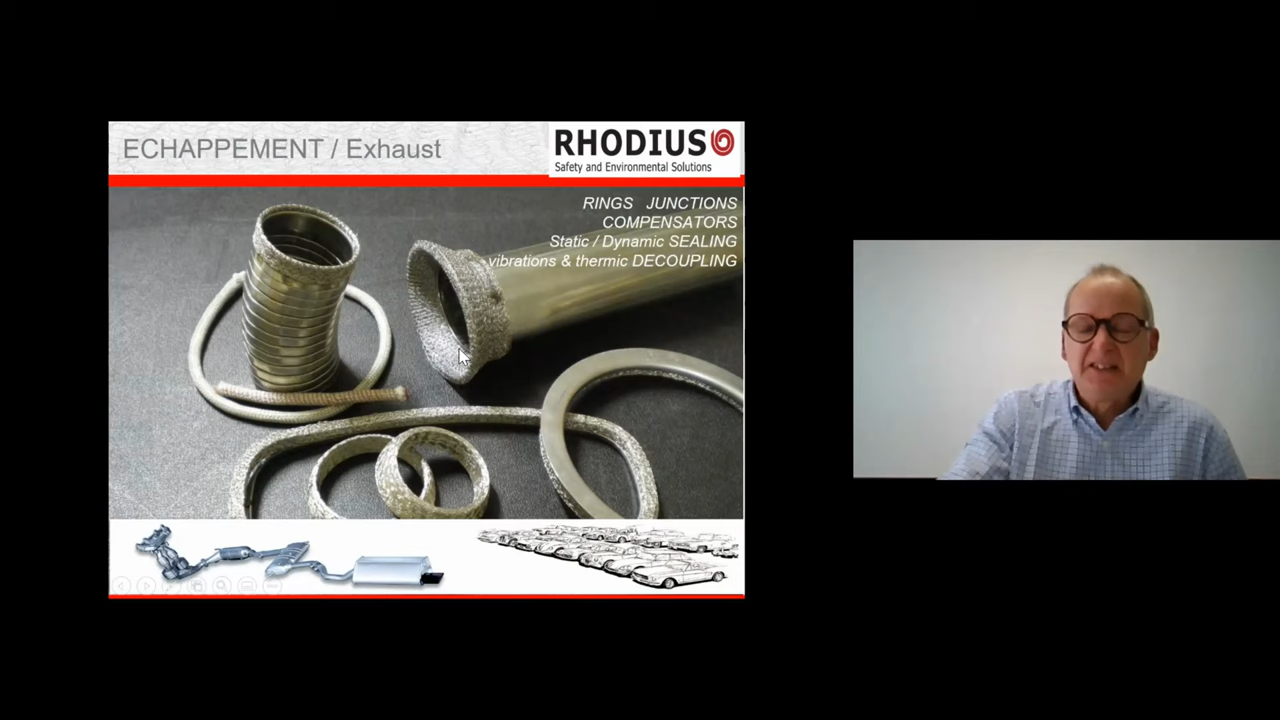 ECHAPPEMENT / Exhaust
RHODIUS
Safety and Environmental Solutions
RINGS JUNCTIONS
COMPENSATORS
Static / Dynamic SEALING
vibrations & thermic DECOUPLING